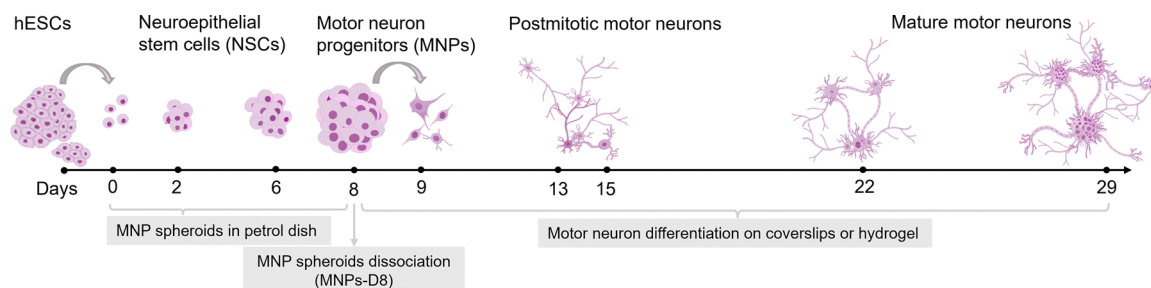 hESCs
Neuroepithelial
stem cells (NSCs)
Motor neuron
progenitors (MNPs)
Postmitotic motor neurons
Mature motor neurons
Days 0 2 6 8 9 13 15 22 29
MNP spheroids in petrol dish
Motor neuron differentiation on coverslips or hydrogel
MNP spheroids dissociation
(MNPs-D8)